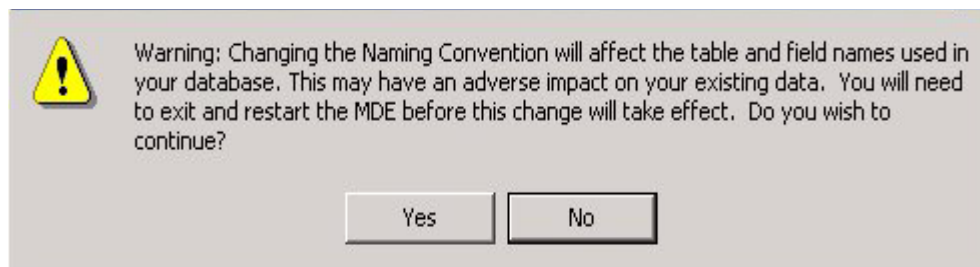 Warning: Changing the Naming Convention will affect the table and field names used in
your database. This may have an adverse impact on your existing data.  You will need
to exit and restart the MDE before this change will take effect.  Do you wish to
continue?
Yes
No